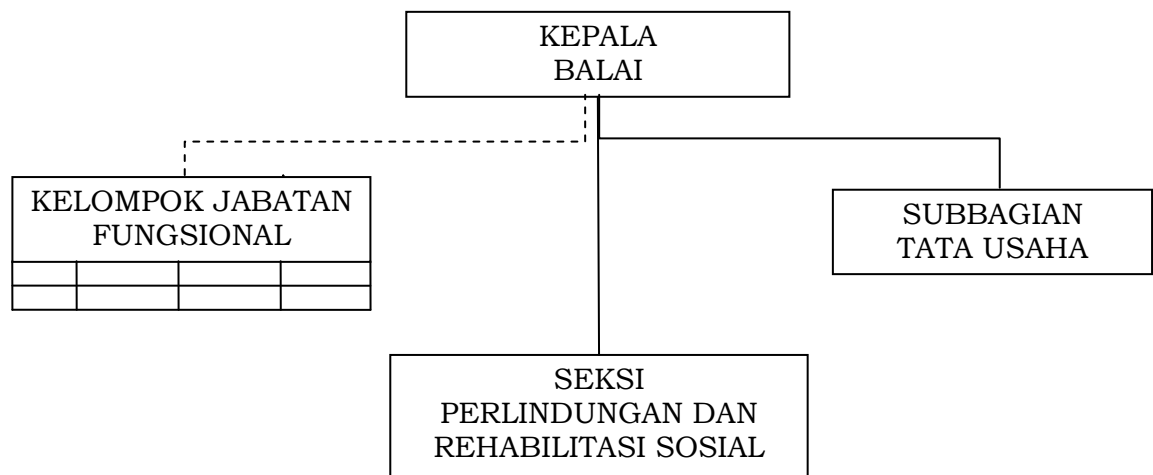 KEPALA
BALAI
KELOMPOK JABATAN
FUNGSIONAL
SUBBAGIAN
TATA USAHA
SEKSI
PERLINDUNGAN DAN
REHABILITASI SOSIAL